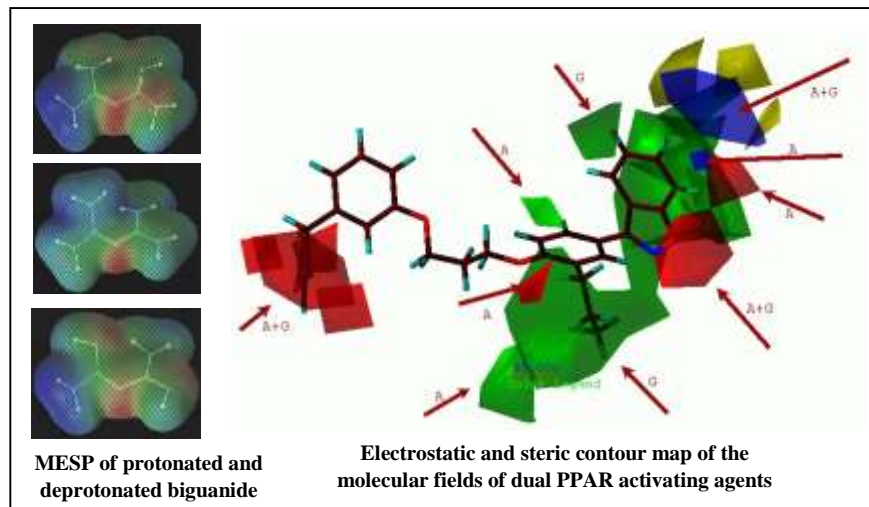 G
A+G
A
A
A
A+G
A
A+G
A
G
MESP of protonated and
deprotonated biguanide
Electrostatic and steric contour map of the
molecular fields of dual PPAR activating agents